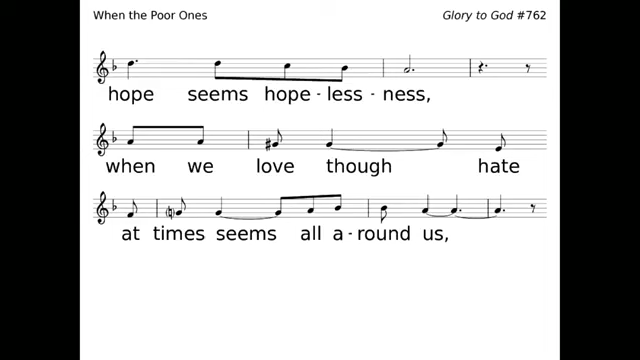 When the Poor Ones
Glory to God #762
hope seems hope - less - ness,
when we love though hate
at times seems all a - round us,